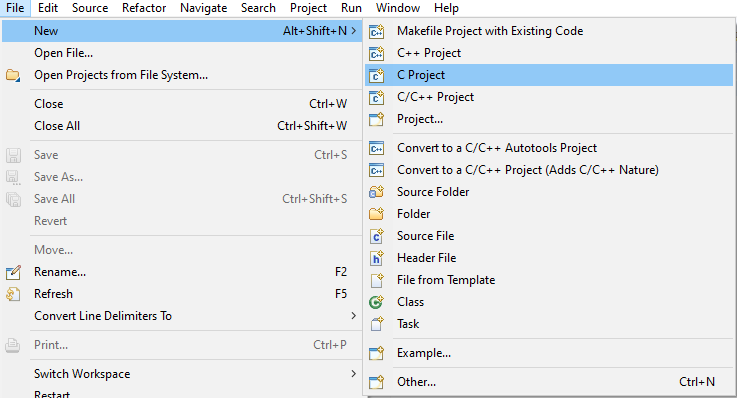 File Edit Source Refactor Navigate Search Project Run Window Help
New Alt+Shift+N >
Open File...
Open Projects from File System...
Close Ctrl+W
Close All Ctrl+Shift+W
Save Ctrl+S
Save As...
Save All Ctrl+Shift+S
Revert
Move...
Rename... F2
Refresh F5
Convert Line Delimiters To >
Print... Ctrl+P
Switch Workspace >
Restart
Makefile Project with Existing Code
C++ Project
C Project
C/C++ Project
Project...
Convert to a C/C++ Autotools Project
Convert to a C/C++ Project (Adds C/C++ Nature)
Source Folder
Folder
Source File
Header File
File from Template
Class
Task
Example...
Other... Ctrl+N